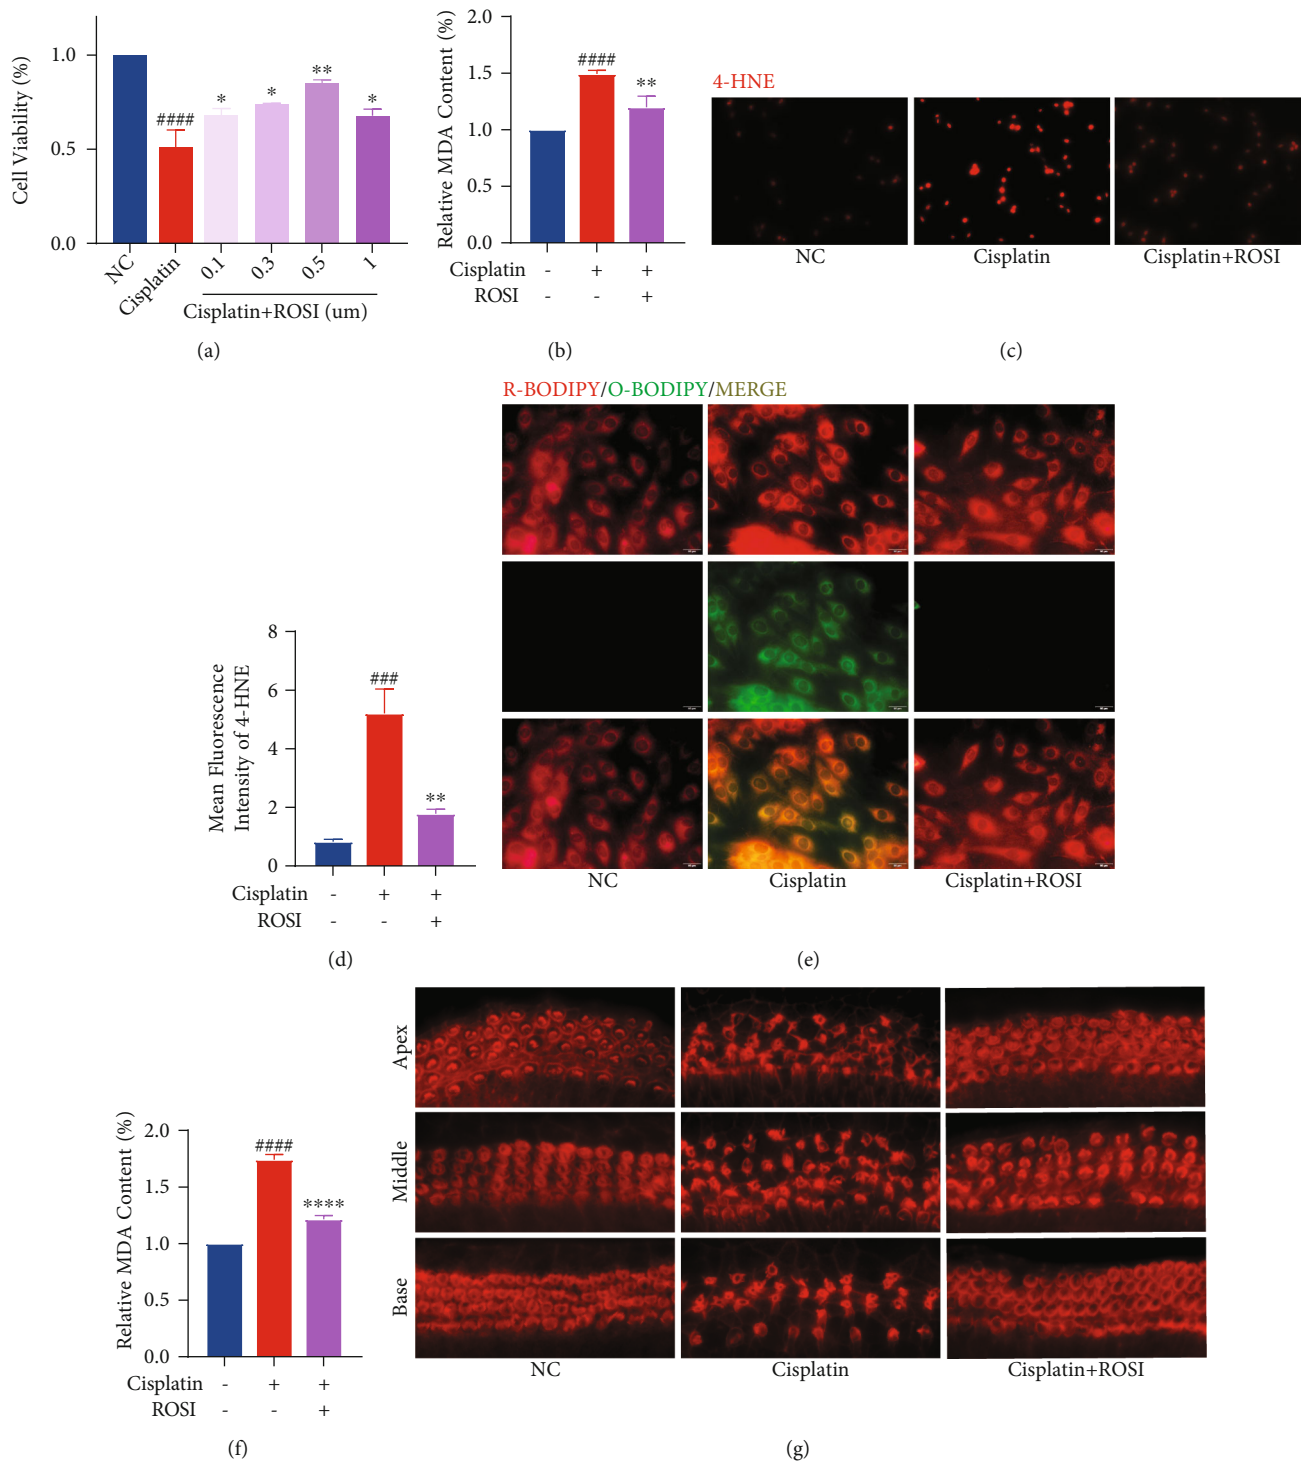 Cell Viability (%)
1.0
0.5
0.0
####
*
*
**
*
NC
Cisplatin
0.1
0.3
0.5
1
Cisplatin+ROSI (um)
(a)
Relative MDA Content (%)
2.0
1.5
1.0
0.5
0.0
####
**
Cisplatin - + +
ROSI - - +
(b)
4-HNE
NC Cisplatin Cisplatin+ROSI
(c)
Mean Fluorescence
Intensity of 4-HNE
8
6
4
2
0
###
**
Cisplatin - + +
ROSI - - +
(d)
R-BODIPY/O-BODIPY/MERGE
NC Cisplatin Cisplatin+ROSI
(e)
Relative MDA Content (%)
2.0
1.5
1.0
0.5
0.0
####
****
Cisplatin - + +
ROSI - - +
(f)
Apex
Middle
Base
NC Cisplatin Cisplatin+ROSI
(g)